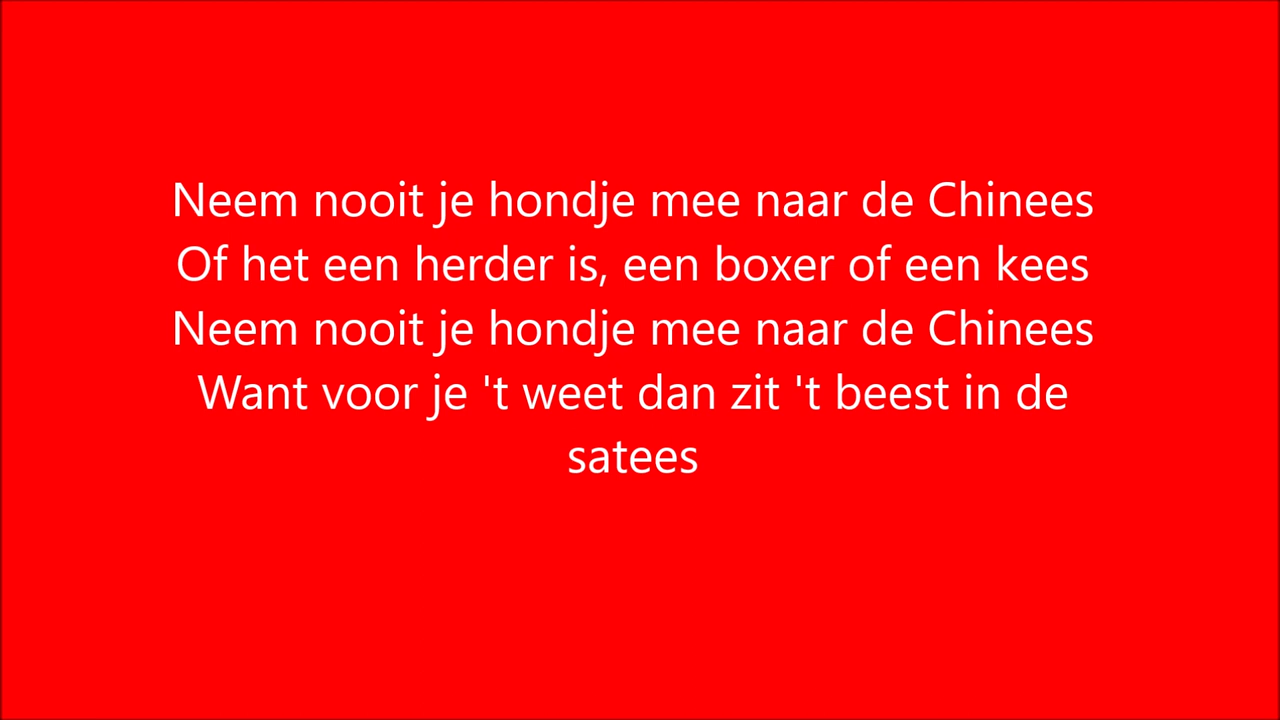 Neem nooit je hondje mee naar de Chinees
Of het een herder is, een boxer of een kees
Neem nooit je hondje mee naar de Chinees
Want voor je 't weet dan zit 't beest in de
satees